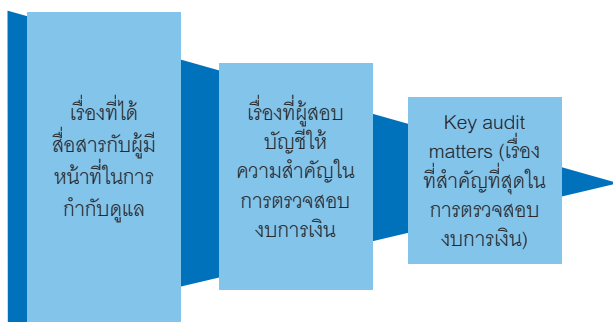 เรื่องที่ได้
สื่อสารกับผู้มี
หน้าที่ในการ
กำกับดูแล
เรื่องที่ผู้สอบ
บัญชีให้
ความสำคัญใน
การตรวจสอบ
งบการเงิน
Key audit
matters (เรื่อง
ที่สำคัญที่สุดใน
การตรวจสอบ
งบการเงิน)